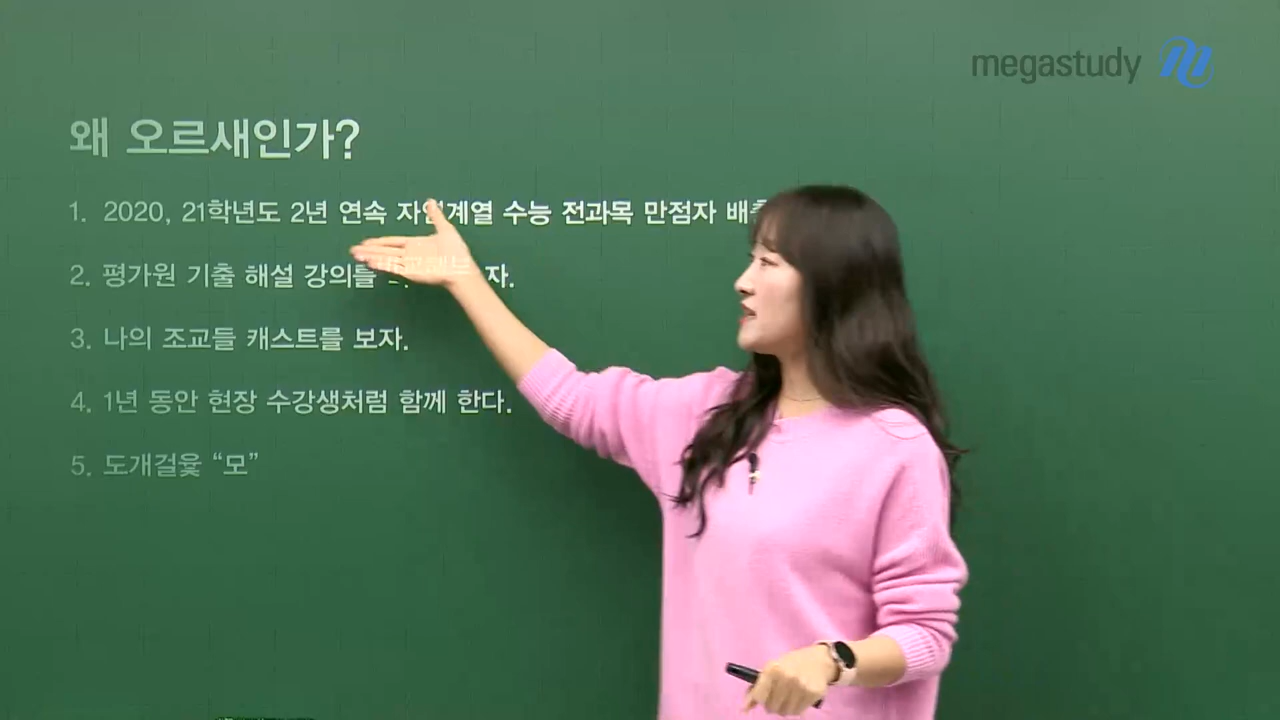 megastudy
왜 오르새인가?
1. 2020, 21학년도 2년 연속 자연계열 수능 전과목 만점자 배출
2. 평가원 기출 해설 강의를 자.
3. 나의 조교들 캐스트를 보자.
4. 1년 동안 현장 수강생처럼 함께 한다.
5. 도개걸윷 “모”